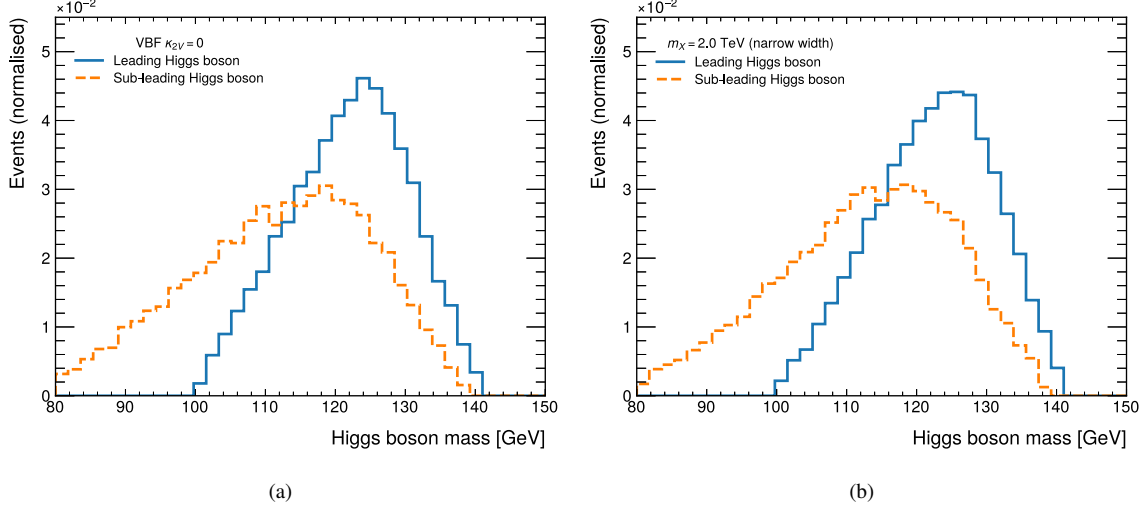 ×10⁻²
Events (normalised)
5
4
3
2
1
0
VBF κ₂V = 0
Leading Higgs boson
Sub-leading Higgs boson
80 90 100 110 120 130 140 150
Higgs boson mass [GeV]
(a)
×10⁻²
Events (normalised)
5
4
3
2
1
0
m_X = 2.0 TeV (narrow width)
Leading Higgs boson
Sub-leading Higgs boson
80 90 100 110 120 130 140 150
Higgs boson mass [GeV]
(b)